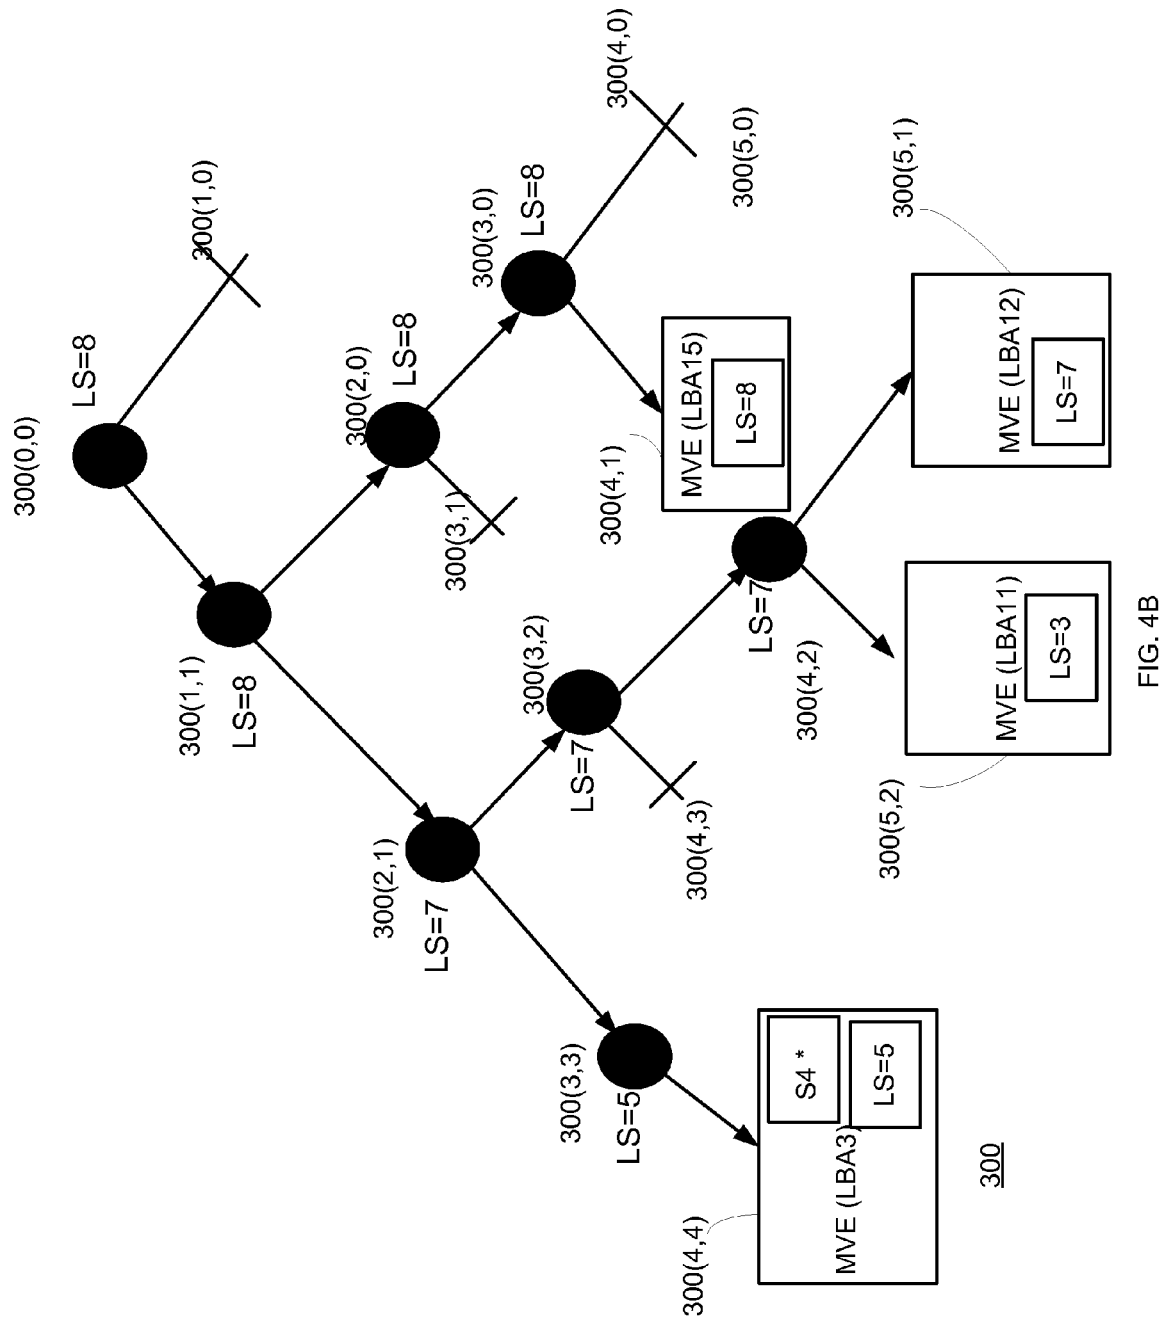 300(0,0)
LS=8
300(1,0)
300(1,1)
LS=8
300(2,0)
LS=8
300(3,0)
LS=8
300(4,0)
300(5,0)
300(3,1)
300(2,1)
LS=7
300(3,2)
LS=7
300(4,1)
MVE (LBA15)
LS=8
300(3,3)
LS=5
300(4,3)
LS=7
300(4,2)
300(5,1)
MVE (LBA12)
LS=7
300(4,4)
MVE (LBA3)
S4 *
LS=5
300(5,2)
MVE (LBA11)
LS=3
300
FIG. 4B